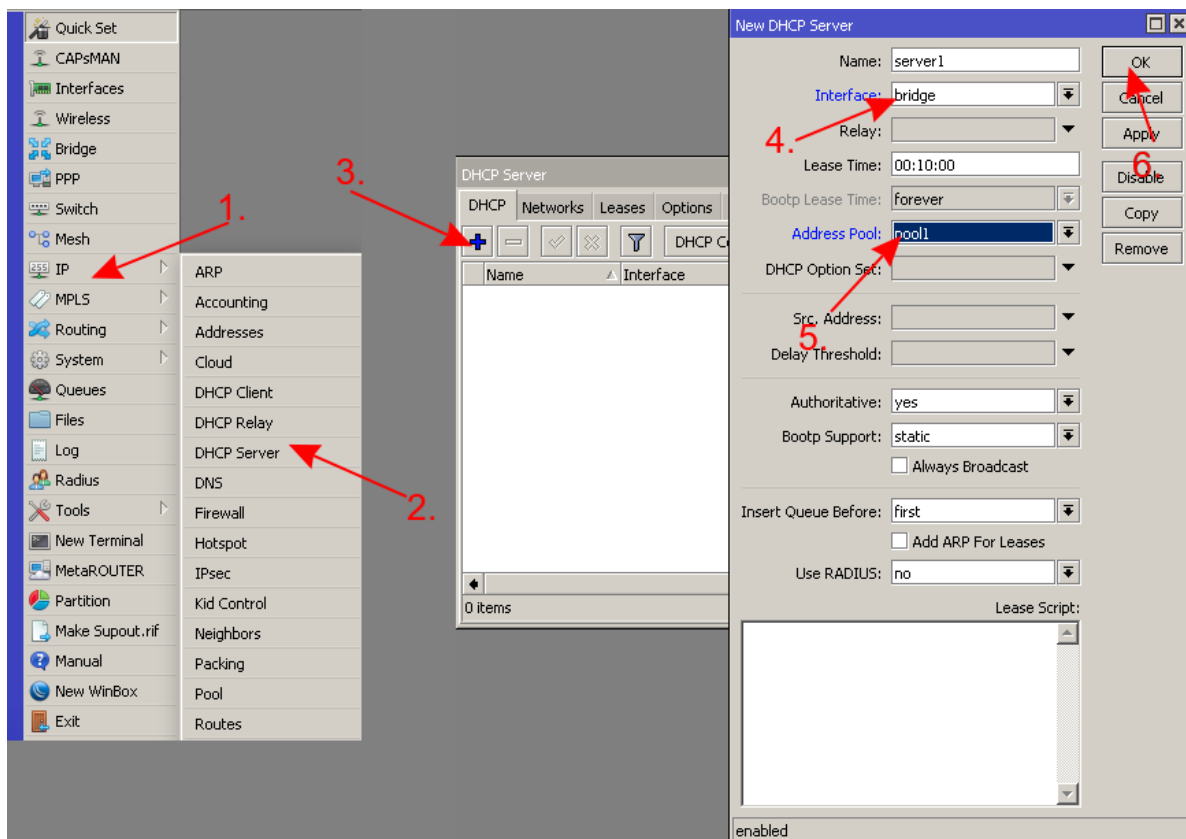 Quick Set
CAPsMAN
Interfaces
Wireless
Bridge
PPP
Switch
Mesh
IP
MPLS
Routing
System
Queues
Files
Log
Radius
Tools
New Terminal
MetaROUTER
Partition
Make Supout.rif
Manual
New WinBox
Exit
1.
255
ARP
Accounting
Addresses
Cloud
DHCP Client
DHCP Relay
DHCP Server
DNS
Firewall
Hotspot
IPsec
Kid Control
Neighbors
Packing
Pool
Routes
2.
3.
DHCP Server
DHCP Networks Leases Options
Name Interface
0 items
New DHCP Server
Name: server1
Interface: bridge
4.
Relay:
Lease Time: 00:10:00
Bootp Lease Time: forever
Address Pool: pool1
DHCP Option Set:
Src. Address:
5.
Delay Threshold:
Authoritative: yes
Bootp Support: static
Always Broadcast
Insert Queue Before: first
Add ARP For Leases
Use RADIUS: no
Lease Script:
enabled
OK
Cancel
Apply
6.
Disable
Copy
Remove